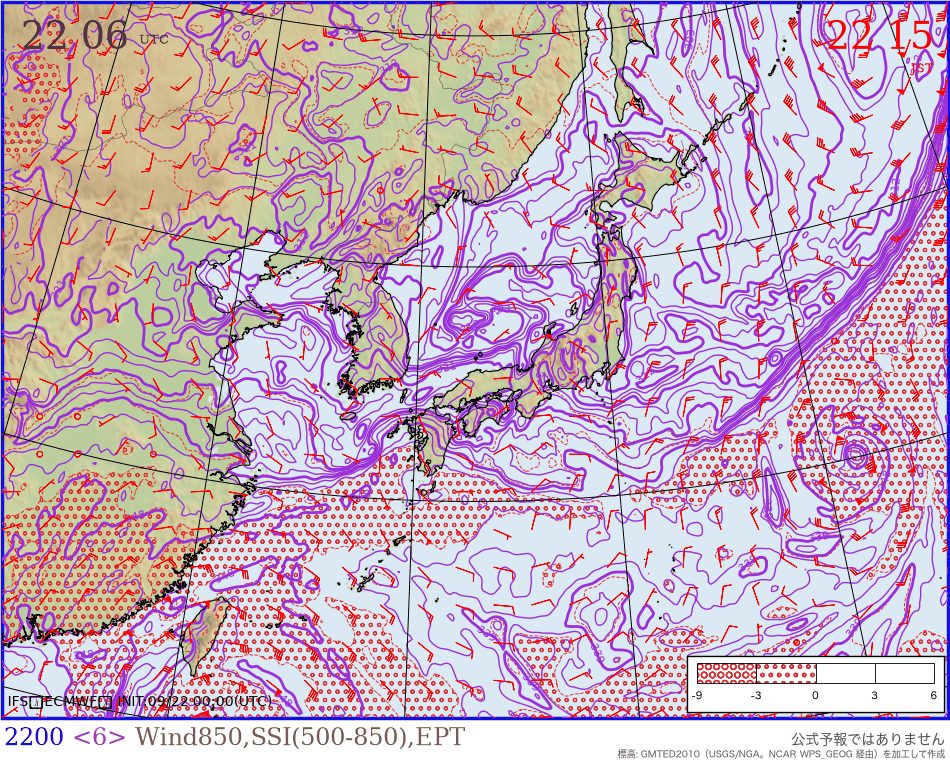 22 06 UTC
22 15
JST
IFS□(ECMWF□) INIT:09/22 00:00(UTC)
-9 -3 0 3 6
2200 <6> Wind850,SSI(500-850),EPT
公式予報ではありません
標高: GMTED2010（USGS/NGA。NCAR WPS_GEOG 経由）を加工して作成